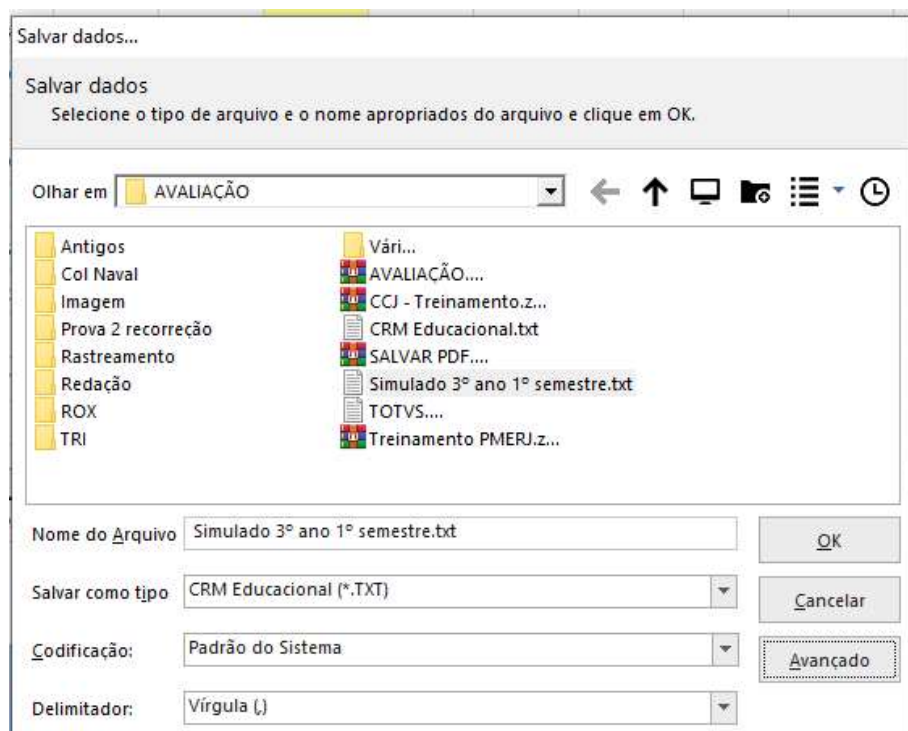 Salvar dados...
Salvar dados
Selecione o tipo de arquivo e o nome apropriados do arquivo e clique em OK.
Olhar em AVALIAÇÃO
Antigos
Col Naval
Imagem
Prova 2 recorreção
Rastreamento
Redação
ROX
TRI
Vári...
AVALIAÇÃO....
CCJ - Treinamento.z...
CRM Educacional.txt
SALVAR PDF....
Simulado 3º ano 1º semestre.txt
TOTVS....
Treinamento PMERJ.z...
Nome do Arquivo Simulado 3º ano 1º semestre.txt
OK
Salvar como tipo CRM Educacional (*.TXT)
Cancelar
Codificação: Padrão do Sistema
Avançado
Delimitador: Vírgula (,)